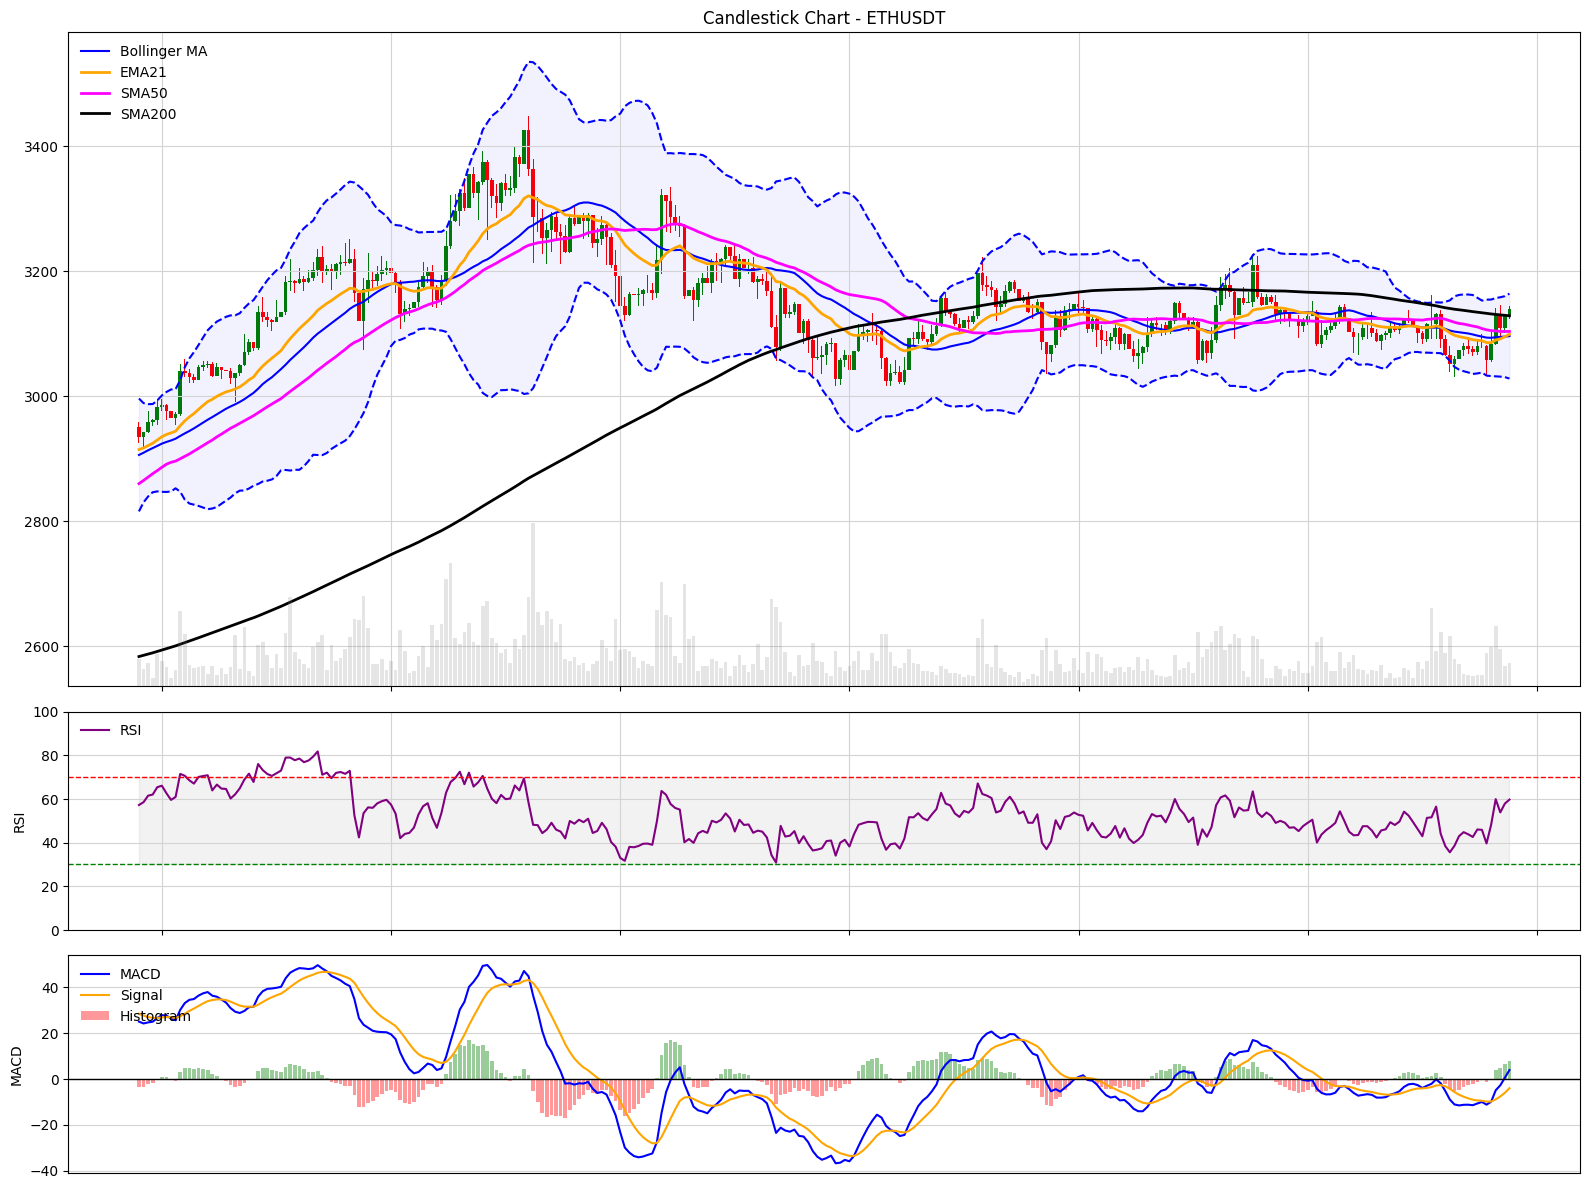 Candlestick Chart - ETHUSDT
Bollinger MA
EMA21
SMA50
SMA200
3400
3200
3000
2800
2600
RSI
100
80
60
40
20
0
RSI
MACD
Signal
Histogram
40
20
0
−20
−40
MACD